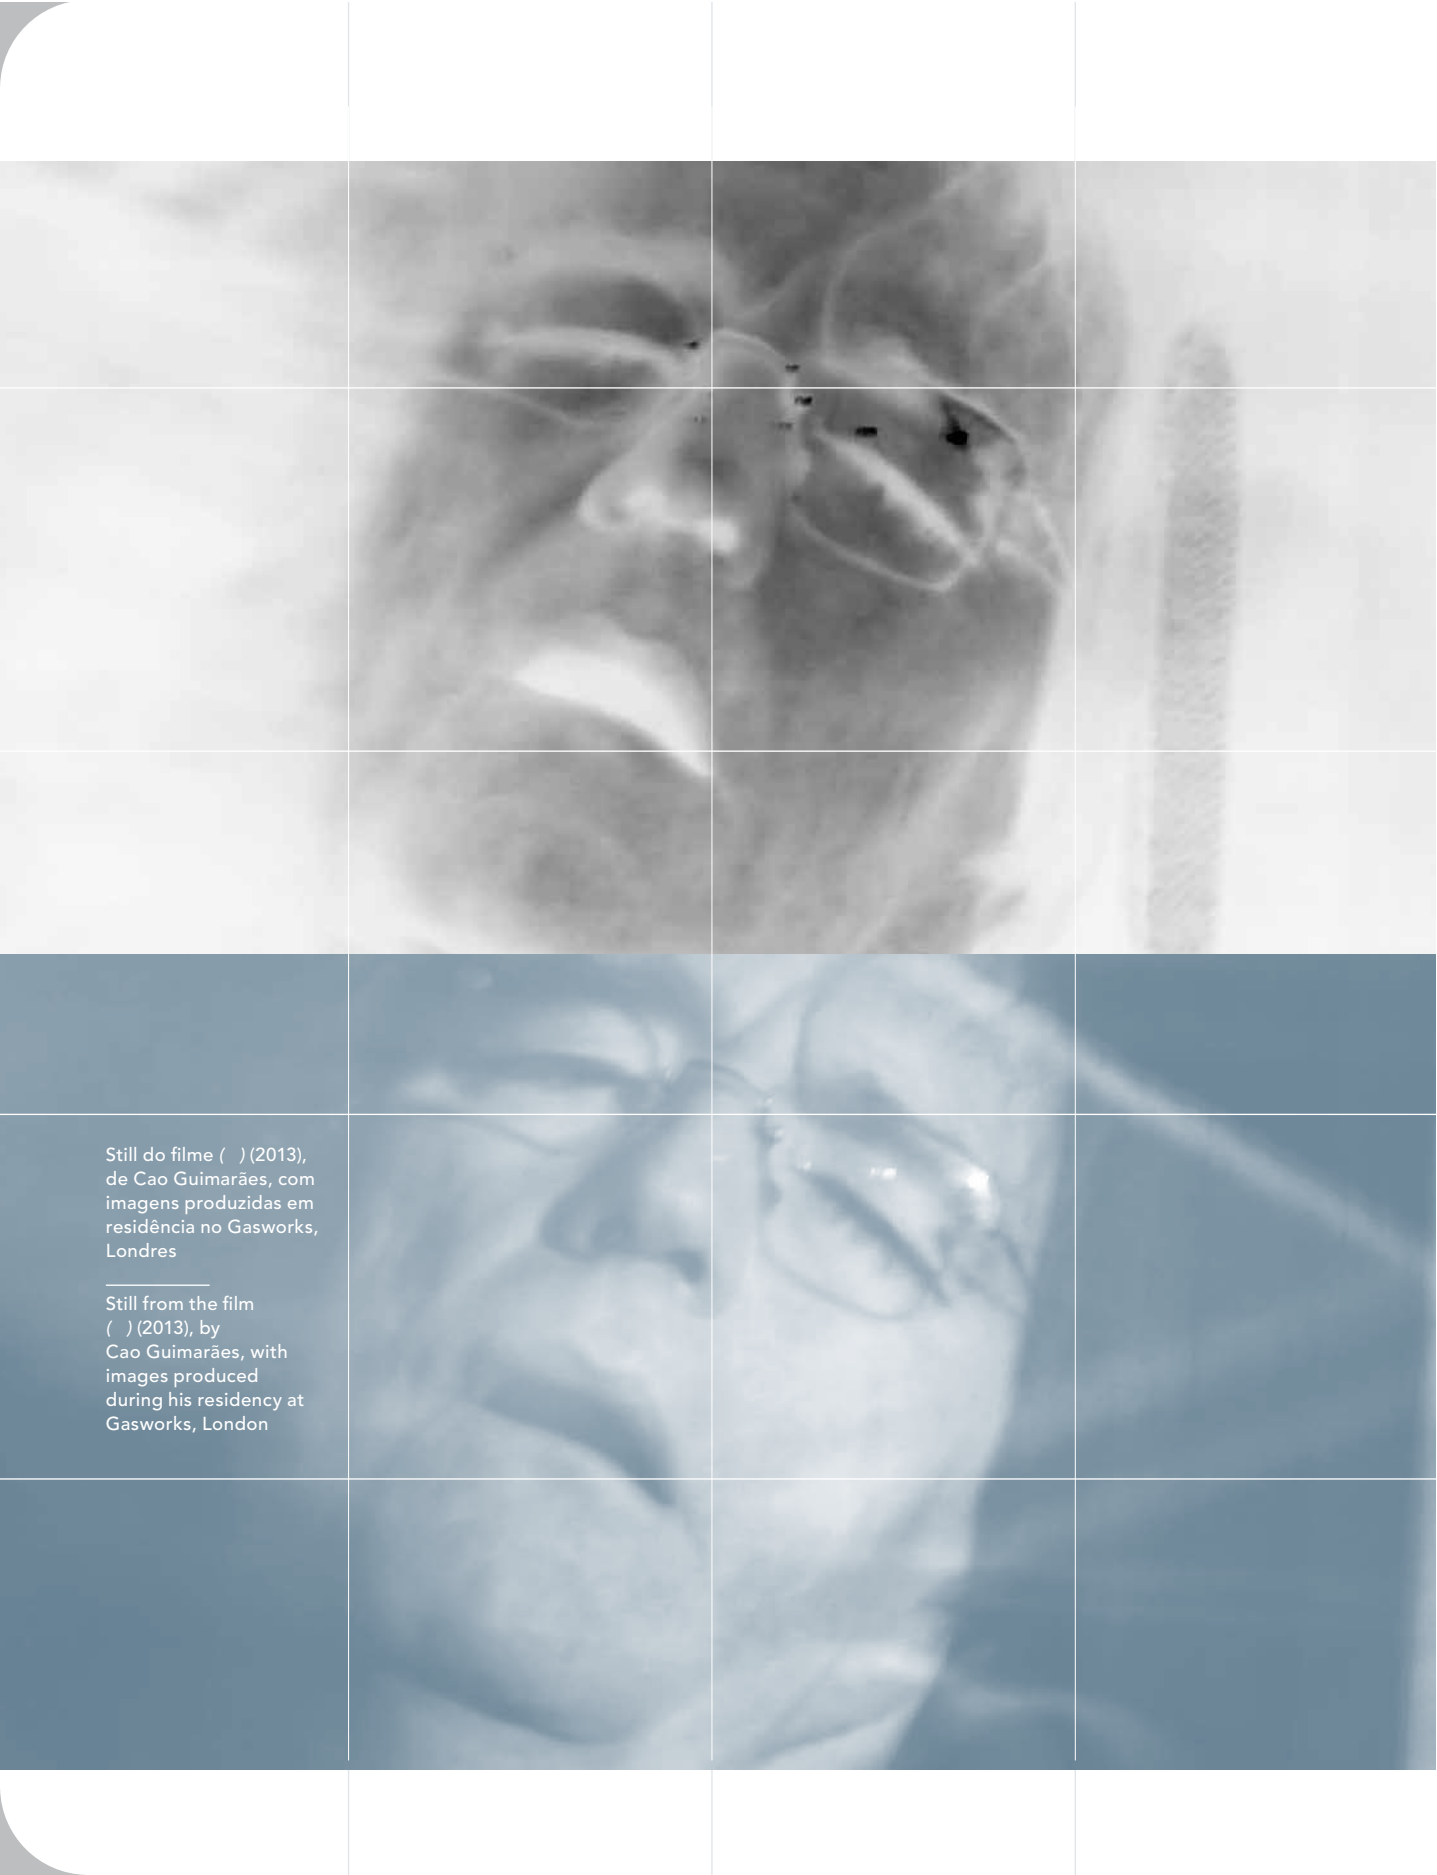 Still do filme (   ) (2013),
de Cao Guimarães, com
imagens produzidas em
residência no Gasworks,
Londres
Still from the film
(   ) (2013), by
Cao Guimarães, with
images produced
during his residency at
Gasworks, London